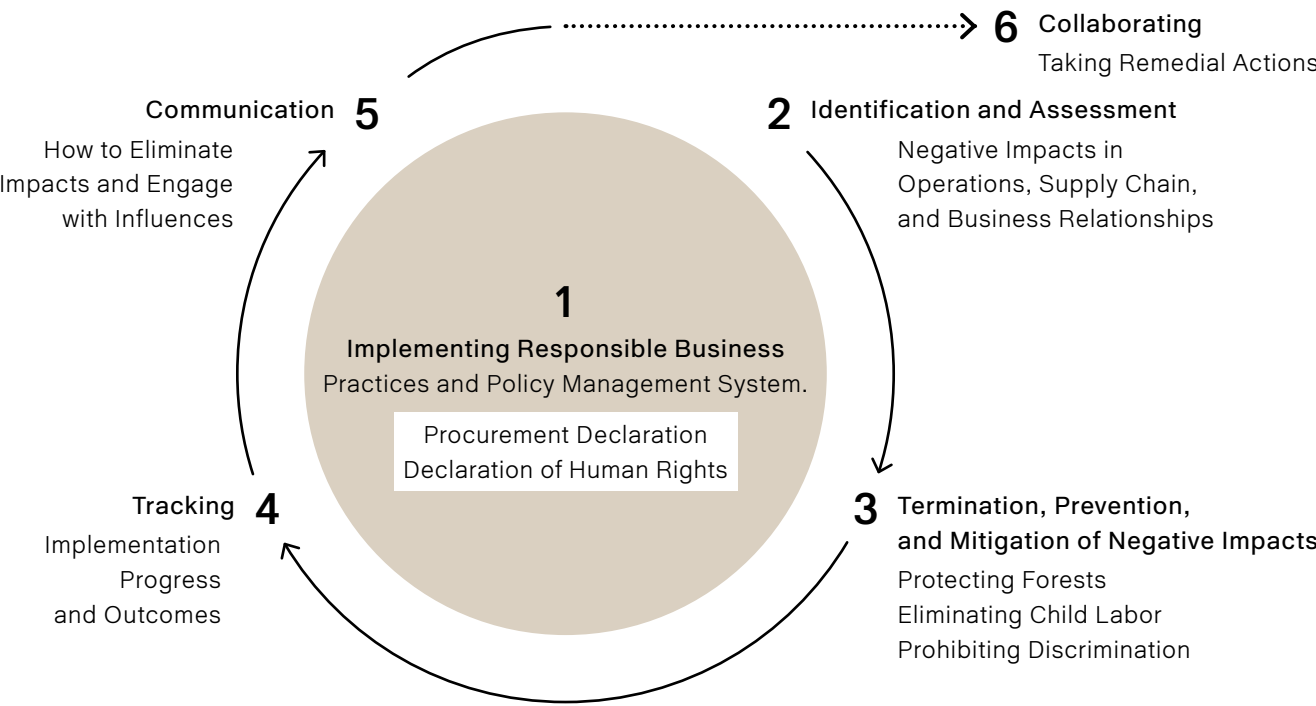 1
Implementing Responsible Business
Practices and Policy Management System.
Procurement Declaration
Declaration of Human Rights
2 Identification and Assessment
Negative Impacts in
Operations, Supply Chain,
and Business Relationships
3 Termination, Prevention,
and Mitigation of Negative Impacts
Protecting Forests
Eliminating Child Labor
Prohibiting Discrimination
Tracking 4
Implementation
Progress
and Outcomes
Communication 5
How to Eliminate
Impacts and Engage
with Influences
6 Collaborating
Taking Remedial Actions